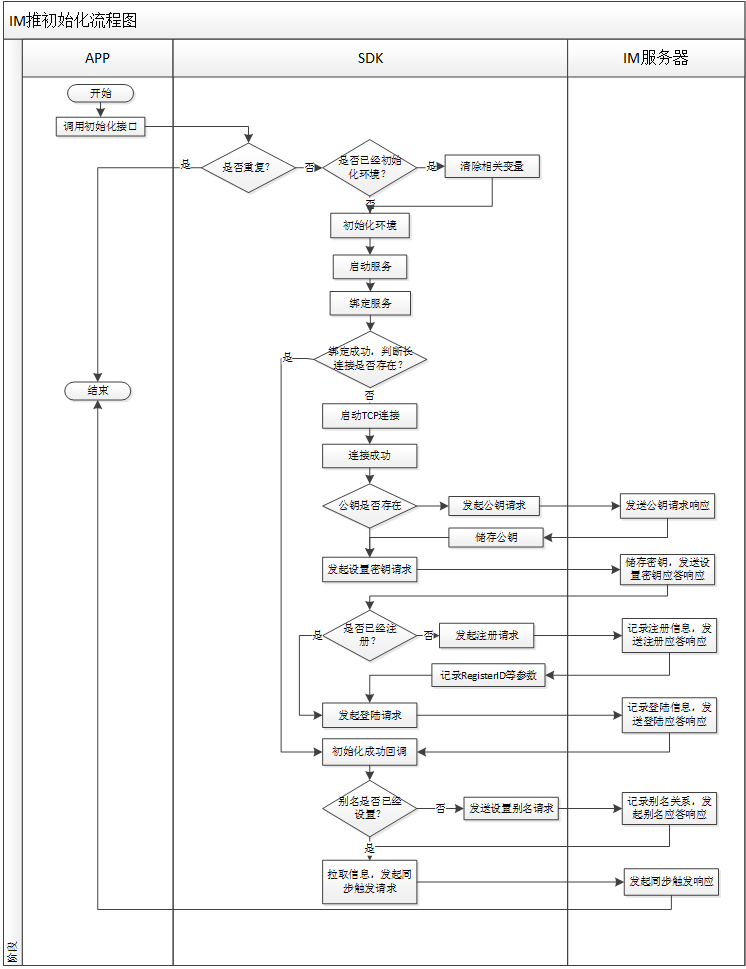 IM推初始化流程图
APP
SDK
IM服务器
开始
调用初始化接口
是
是否重复?
否
是否已经初始
化环境?
是
清除相关变量
否
初始化环境
启动服务
绑定服务
是
绑定成功，判断长
连接是否存在?
结束
否
启动TCP连接
连接成功
公钥是否存在
发起公钥请求
发送公钥请求响应
储存公钥
发起设置密钥请求
储存密钥，发送设
置密钥应答响应
是
是否已经注
册?
否
发起注册请求
记录注册信息，发
送注册应答响应
记录RegisterID等参数
发起登陆请求
记录登陆信息，发
送登陆应答响应
初始化成功回调
别名是否已经
设置?
否
发送设置别名请求
记录别名关系，发
起别名应答响应
是
拉取信息，发起同
步触发请求
发起同步触发响应
阶段